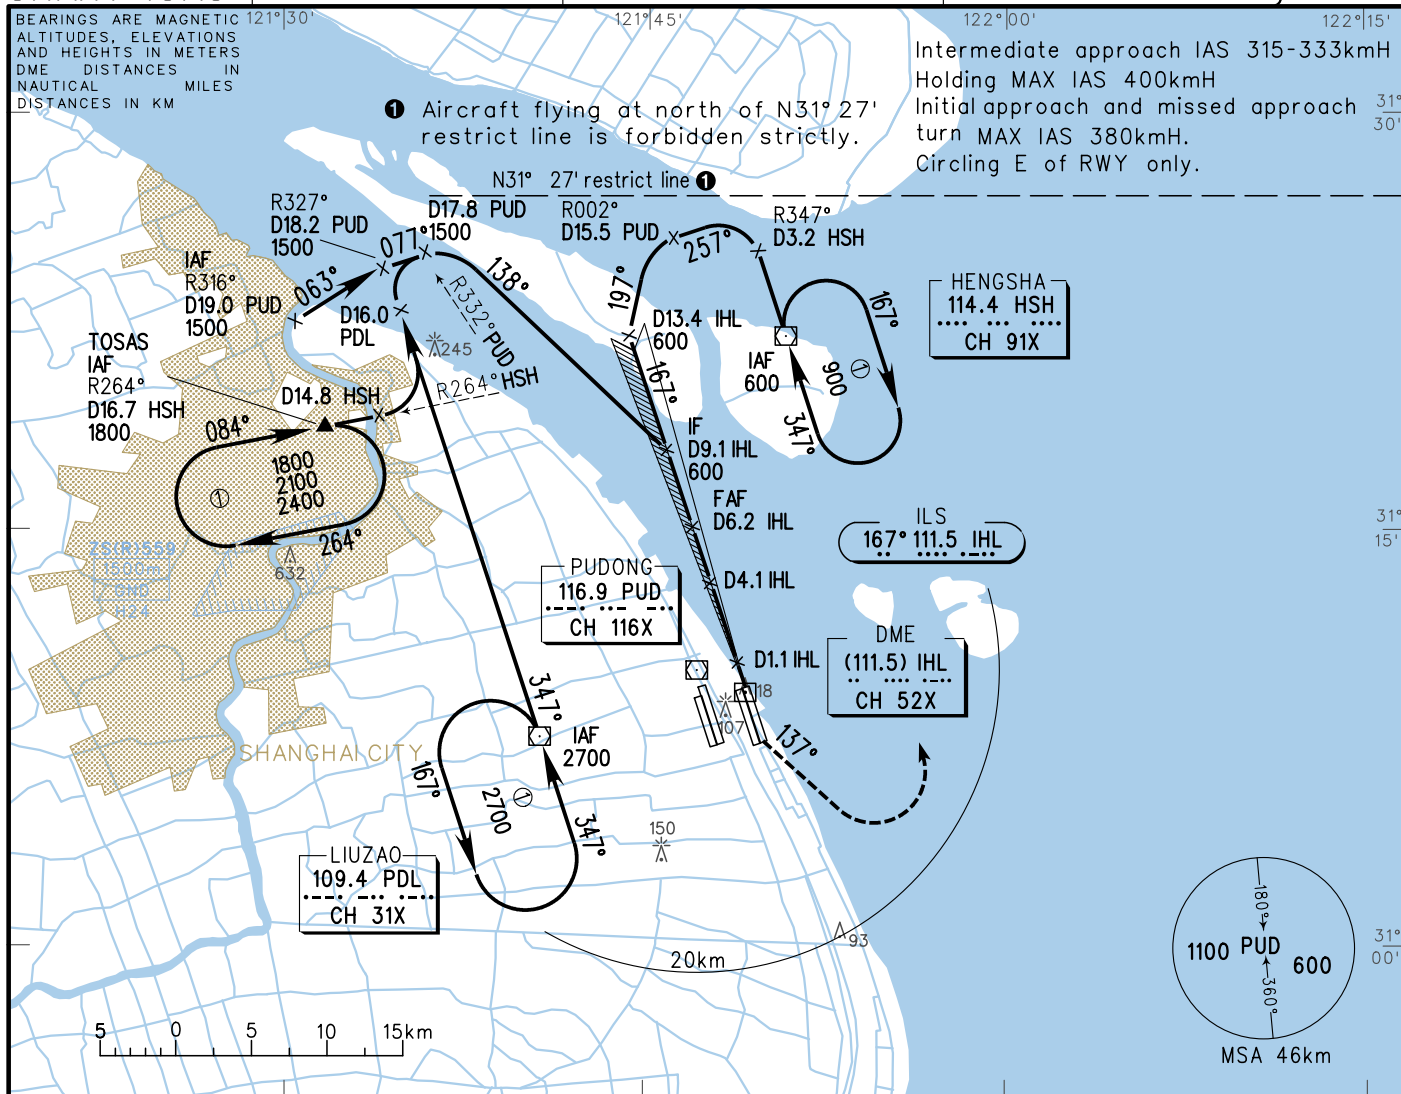 BEARINGS ARE MAGNETIC
ALTITUDES, ELEVATIONS
AND HEIGHTS IN METERS
DME DISTANCES IN
NAUTICAL MILES
DISTANCES IN KM
121°30'
121°45'
122°00'
122°15'
Intermediate approach IAS 315-333kmH
Holding MAX IAS 400kmH
Initial approach and missed approach
turn MAX IAS 380kmH.
Circling E of RWY only.
31°
30'
❶ Aircraft flying at north of N31°27'
restrict line is forbidden strictly.
N31° 27' restrict line ❶
R327°
D18.2 PUD
1500
077°
D17.8 PUD
1500
R002°
D15.5 PUD
257°
R347°
D3.2 HSH
IAF
R316°
D19.0 PUD
1500
063°
138°
197°
HENGSHA
114.4 HSH
CH 91X
167°
D16.0
PDL
R332° PUD
D13.4 IHL
600
IAF
600
900
①
347°
TOSAS
IAF
R264°
D16.7 HSH
1800
245
R264° HSH
D14.8 HSH
167°
084°
1800
2100
2400
①
264°
IF
D9.1 IHL
600
FAF
D6.2 IHL
ILS
167° 111.5 IHL
31°
15'
ZS(R)559
1500m
GND
H24
632
PUDONG
116.9 PUD
CH 116X
D4.1 IHL
DME
(111.5) IHL
CH 52X
D1.1 IHL
18
107
137°
347°
IAF
2700
SHANGHAI CITY
167°
2700
①
347°
150
LIUZAO
109.4 PDL
CH 31X
93
20km
31°
00'
180°
1100 PUD 600
360°
MSA 46km
5 0 5 10 15km